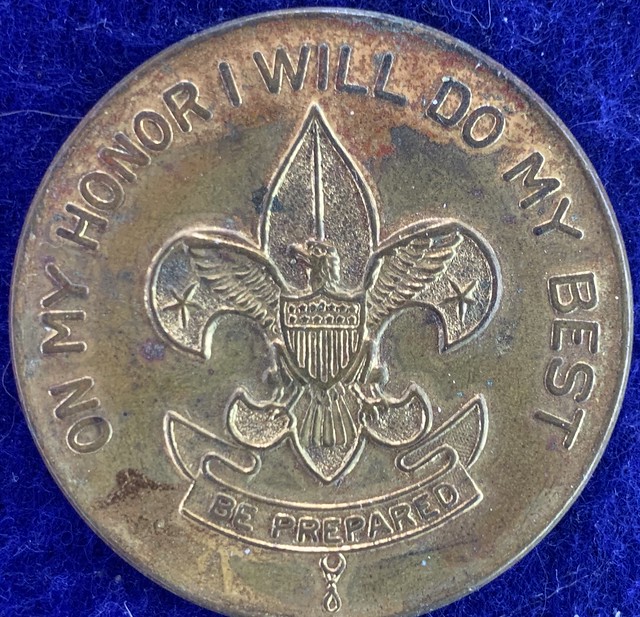 ON MY HONOR I WILL DO MY BEST
BE PREPARED